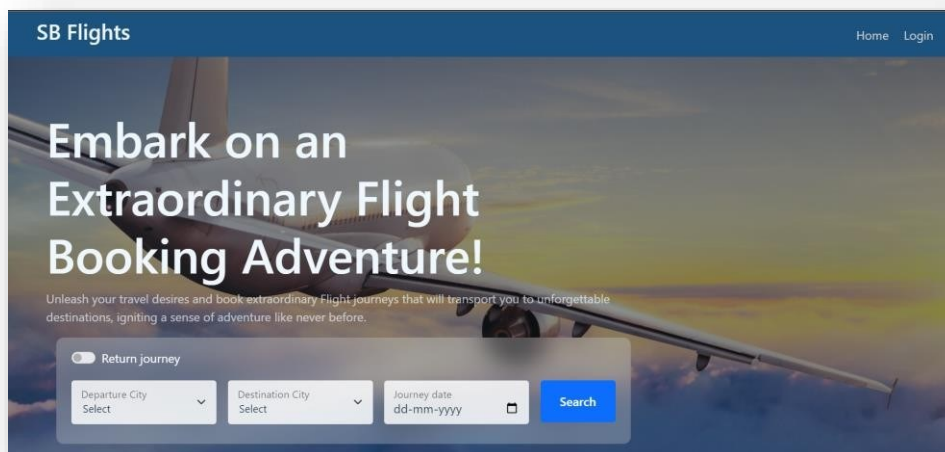 SB Flights
Home Login
Embark on an
Extraordinary Flight
Booking Adventure!
Unleash your travel desires and book extraordinary Flight journeys that will transport you to unforgettable
destinations, igniting a sense of adventure like never before.
Return journey
Departure City
Select
Destination City
Select
Journey date
dd-mm-yyyy
Search